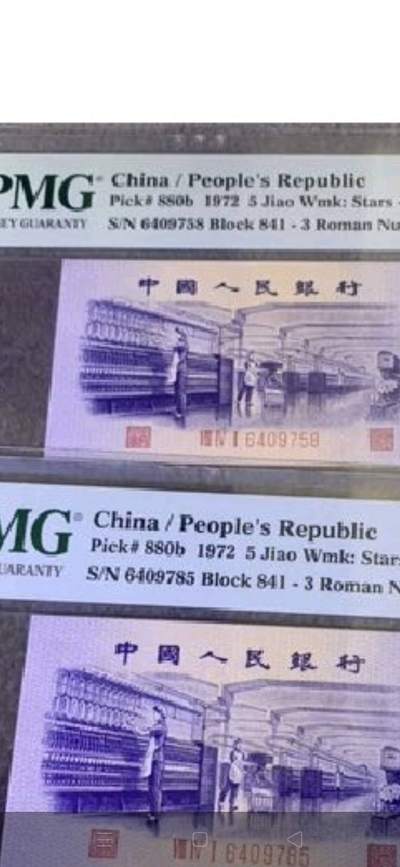 PMG
China / People's Republic
Pick# 880b 1972 5 Jiao Wmk: Stars
EY GUARANTY
S/N 6409758 Block 841 - 3 Roman Nu
中國人民銀行
6409758
MG
China / People's Republic
Pick# 880b 1972 5 Jiao Wmk: Stars
UARANTY
S/N 6409785 Block 841 - 3 Roman N
中國人民銀行
6409785